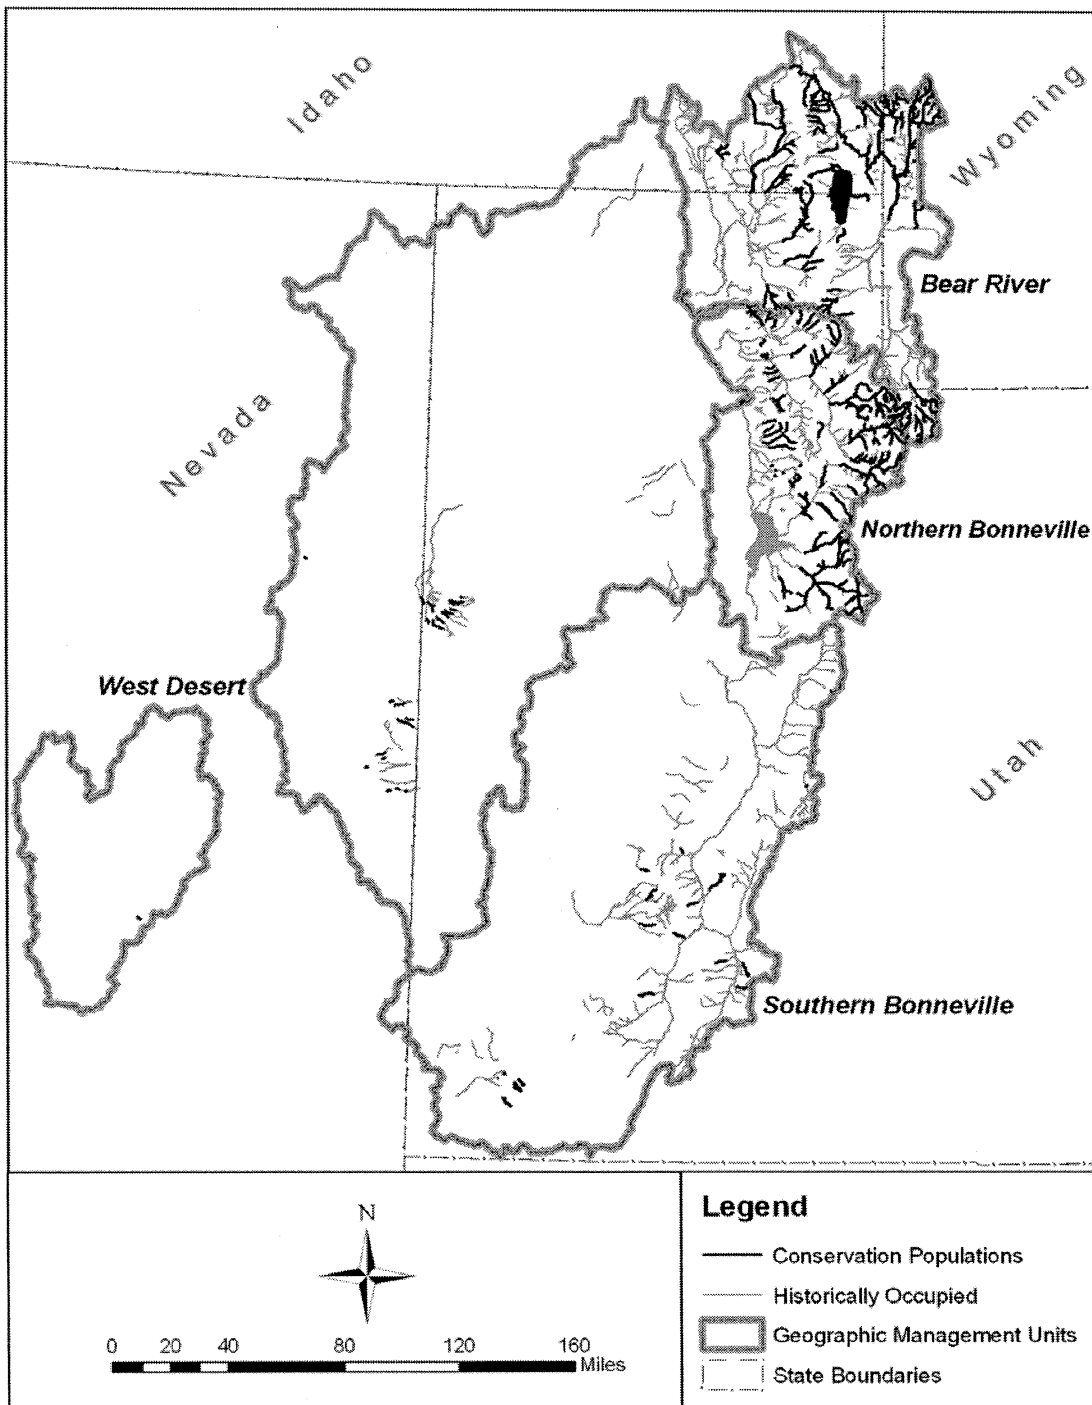 Idaho
Wyoming
Bear River
Nevada
Northern Bonneville
West Desert
Utah
Southern Bonneville
N
0 20 40 80 120 160
Miles
Legend
Conservation Populations
Historically Occupied
Geographic Management Units
State Boundaries